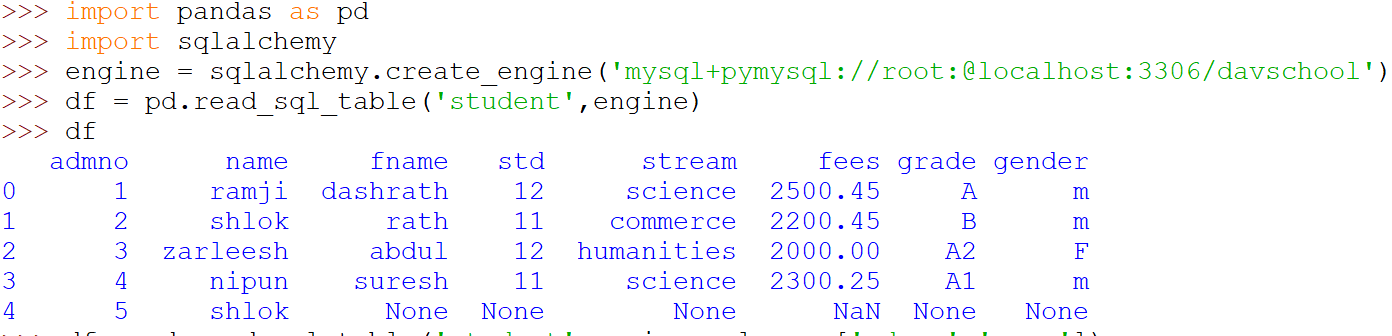 >>> import pandas as pd
>>> import sqlalchemy
>>> engine = sqlalchemy.create_engine('mysql+pymysql://root:@localhost:3306/davschool')
>>> df = pd.read_sql_table('student',engine)
>>> df
admno name fname std stream fees grade gender
0 1 ramji dashrath 12 science 2500.45 A m
1 2 shlok rath 11 commerce 2200.45 B m
2 3 zarleesh abdul 12 humanities 2000.00 A2 F
3 4 nipun suresh 11 science 2300.25 A1 m
4 5 shlok None None None NaN None None